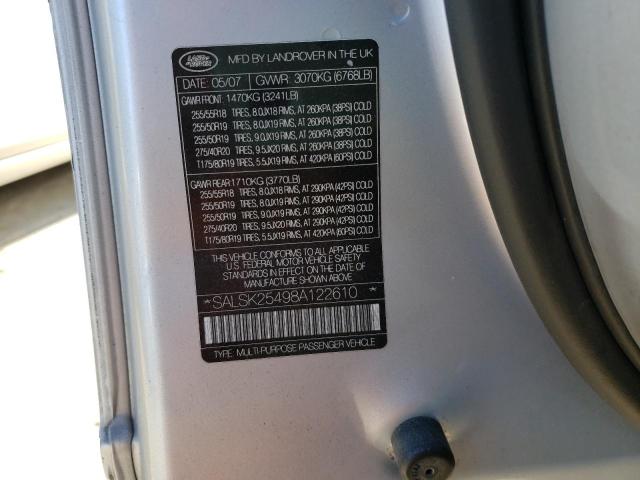 LAND
ROVER
MFD BY LANDROVER IN THE UK
DATE: 05/07 GVWR: 3070KG (6768LB)
GAWR FRONT:1470KG (3241LB)
255/55R18 TIRES, 8.0JX18 RIMS, AT 260KPA (38PSI) COLD
255/50R19 TIRES, 8.0JX19 RIMS, AT 260KPA (38PSI) COLD
255/50R19 TIRES, 9.0JX19 RIMS, AT 260KPA (38PSI) COLD
275/40R20 TIRES, 9.5JX20 RIMS, AT 260KPA (38PSI) COLD
T175/80R19 TIRES, 5.5JX19 RIMS, AT 420KPA (60PSI) COLD
GAWR REAR:1710KG (3770LB)
255/55R18 TIRES, 8.0JX18 RIMS, AT 290KPA (42PSI) COLD
255/50R19 TIRES, 8.0JX19 RIMS, AT 290KPA (42PSI) COLD
255/50R19 TIRES, 9.0JX19 RIMS, AT 290KPA (42PSI) COLD
275/40R20 TIRES, 9.5JX20 RIMS, AT 290KPA (42PSI) COLD
T175/80R19 TIRES, 5.5JX19 RIMS, AT 420KPA (60PSI) COLD
THIS VEHICLE CONFORMS TO ALL APPLICABLE
U.S. FEDERAL MOTOR VEHICLE SAFETY
STANDARDS IN EFFECT ON THE DATE OF
MANUFACTURE SHOWN ABOVE
*SALSK25498A122610*
TYPE: MULTI-PURPOSE PASSENGER VEHICLE